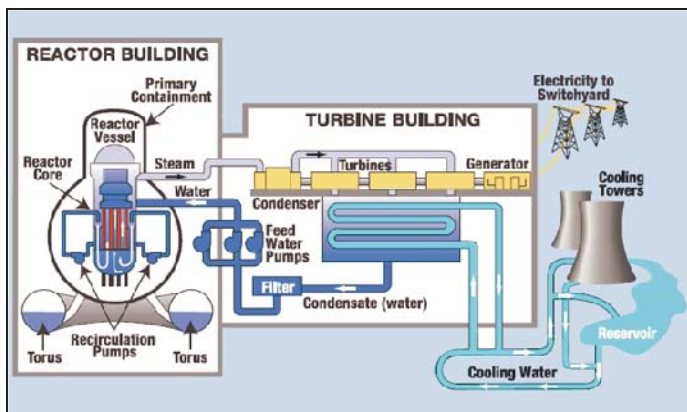 REACTOR BUILDING
Primary
Containment
Reactor
Vessel
Reactor
Core
Steam
Water
Torus
Recirculation
Pumps
Torus
TURBINE BUILDING
Turbines
Generator
Condenser
Feed
Water
Pumps
Filter
Condensate (water)
Electricity to
Switchyard
Cooling
Towers
Reservoir
Cooling Water